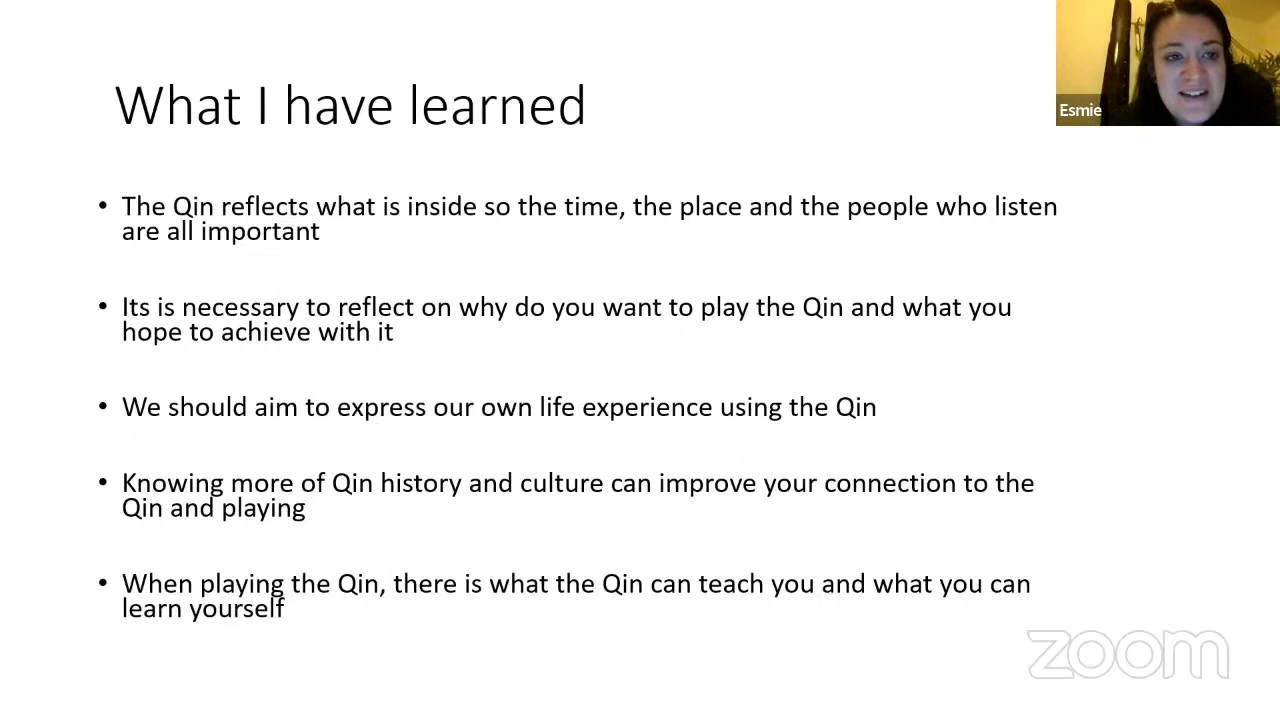 What I have learned
Esmie
• The Qin reflects what is inside so the time, the place and the people who listen
are all important
• Its is necessary to reflect on why do you want to play the Qin and what you
hope to achieve with it
• We should aim to express our own life experience using the Qin
• Knowing more of Qin history and culture can improve your connection to the
Qin and playing
• When playing the Qin, there is what the Qin can teach you and what you can
learn yourself
zoom